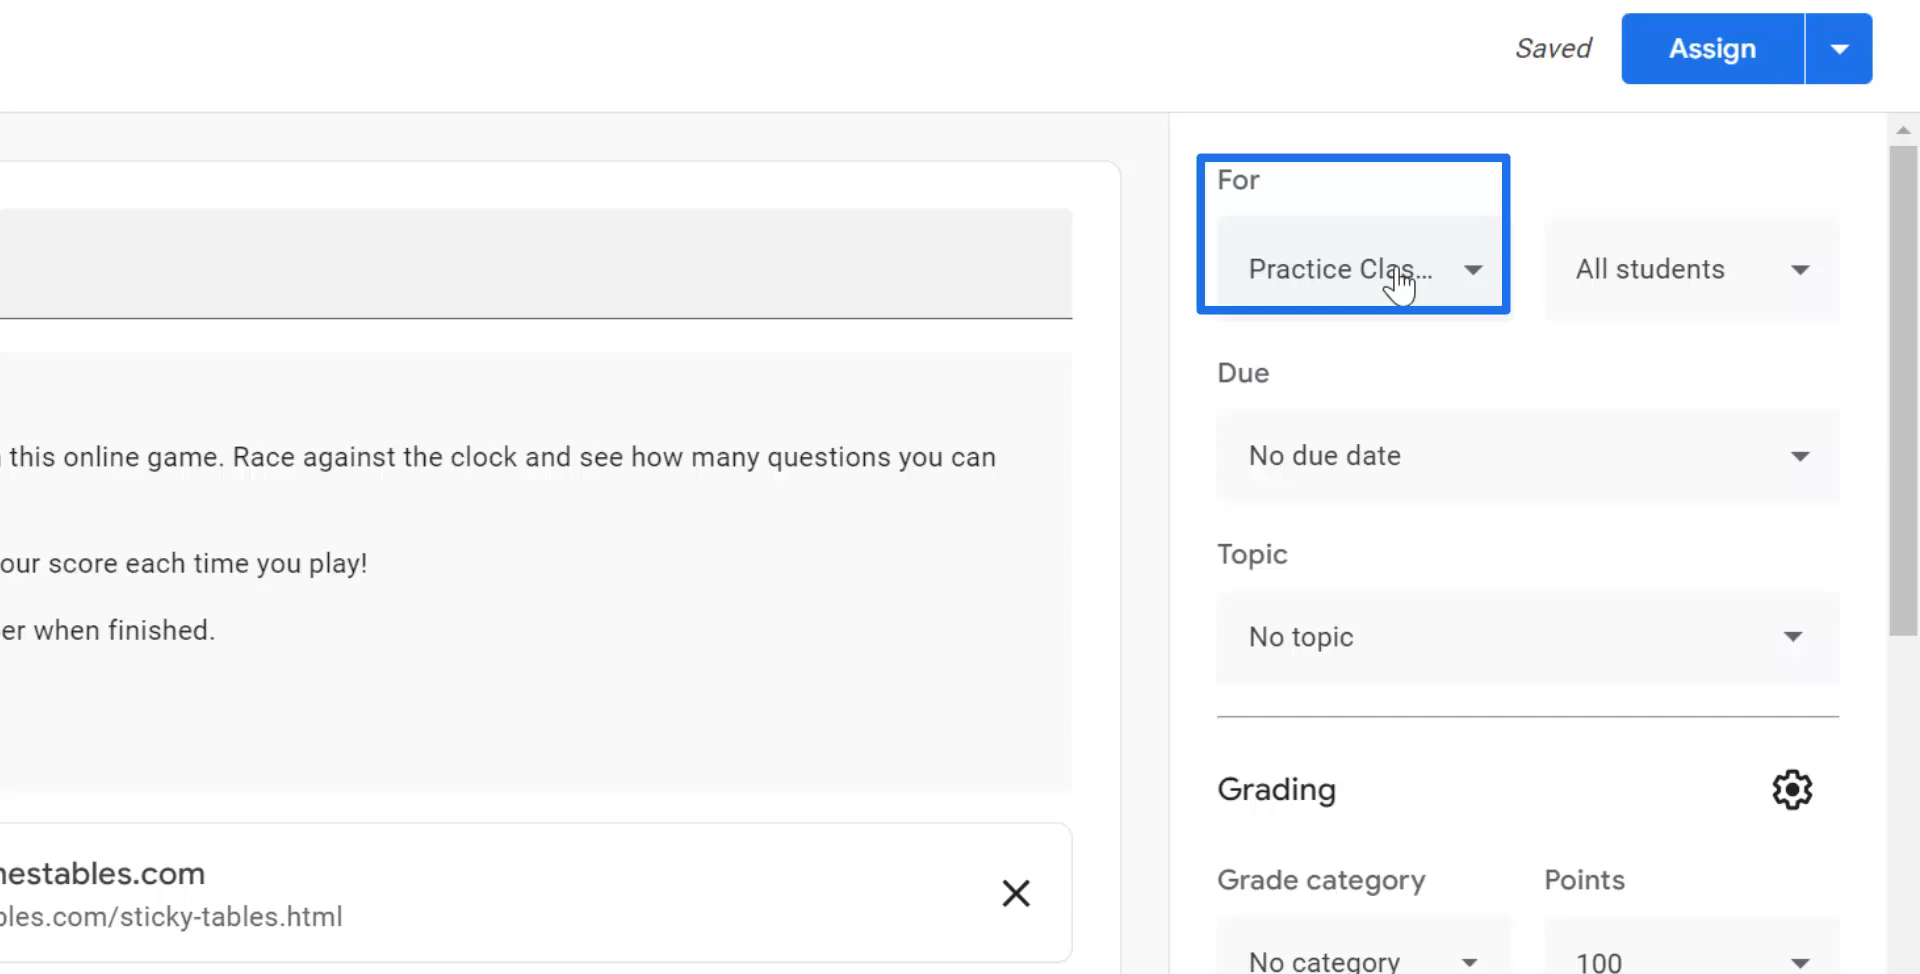 Saved
Assign
For
Practice Clas...
All students
Due
No due date
this online game. Race against the clock and see how many questions you can
our score each time you play!
er when finished.
Topic
No topic
Grading
Grade category
Points
No category
100
nestables.com
bles.com/sticky-tables.html